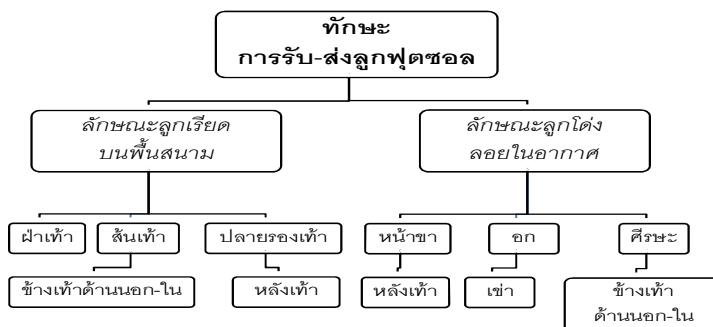 ทักษะ
การรับ-ส่งลูกฟุตซอล
ลักษณะลูกเรียด
บนพื้นสนาม
ลักษณะลูกโด่ง
ลอยในอากาศ
ฝ่าเท้า
ส้นเท้า
ปลายรองเท้า
หน้าขา
อก
ศีรษะ
ข้างเท้าด้านนอก-ใน
หลังเท้า
หลังเท้า
เข่า
ข้างเท้า
ด้านนอก-ใน